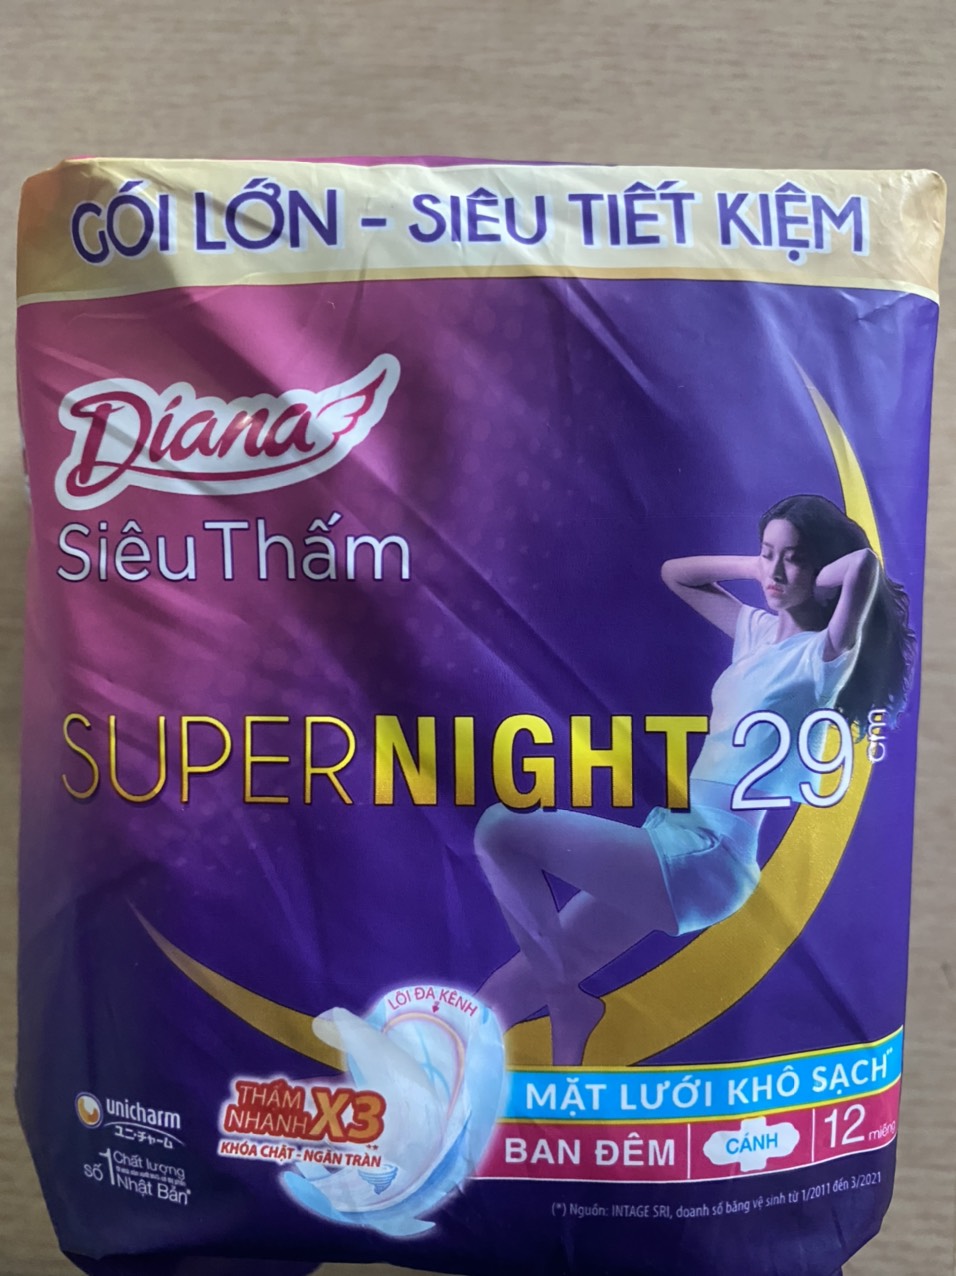 GÓI LỚN - SIÊU TIẾT KIỆM
Diana
Siêu Thấm
SUPERNIGHT 29cm
LÕI ĐA KÊNH
THẤM
NHANH X3
KHÓA CHẶT - NGĂN TRÀN**
MẶT LƯỚI KHÔ SẠCH**
BAN ĐÊM
CÁNH
12 miếng
unicharm
ユニ・チャーム
Số 1 Chất lượng
Nhật Bản*
(*) Nguồn: INTAGE SRI, doanh số băng vệ sinh từ 1/2011 đến 3/2021